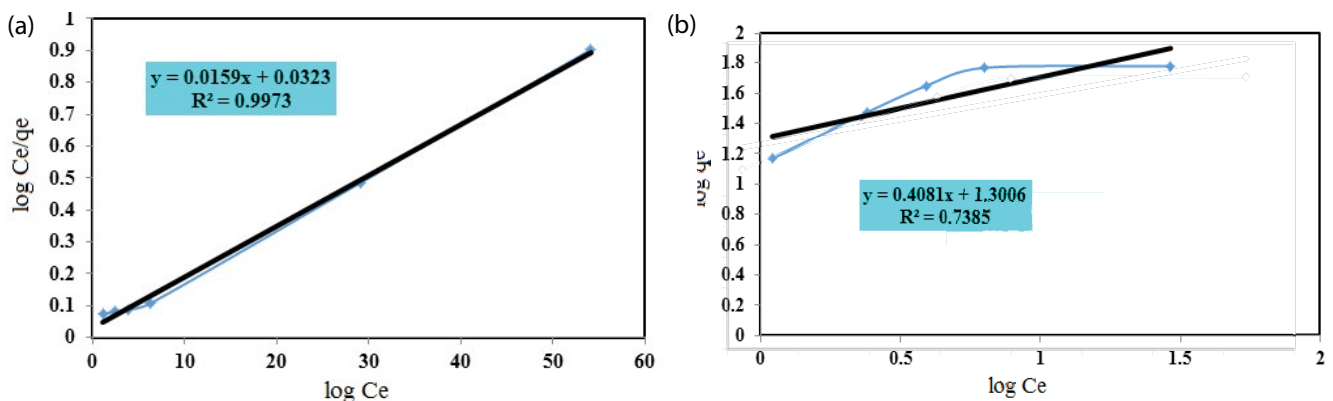 (a)
1
0.9
0.8
0.7
0.6
0.5
0.4
0.3
0.2
0.1
0
log Ce/qe
y = 0.0159x + 0.0323
R² = 0.9973
0 10 20 30 40 50 60
log Ce
(b)
2
1.8
1.6
1.4
1.2
1
0.8
0.6
0.4
0.2
0
log qe
y = 0.4081x + 1.3006
R² = 0.7385
0 0.5 1 1.5 2
log Ce